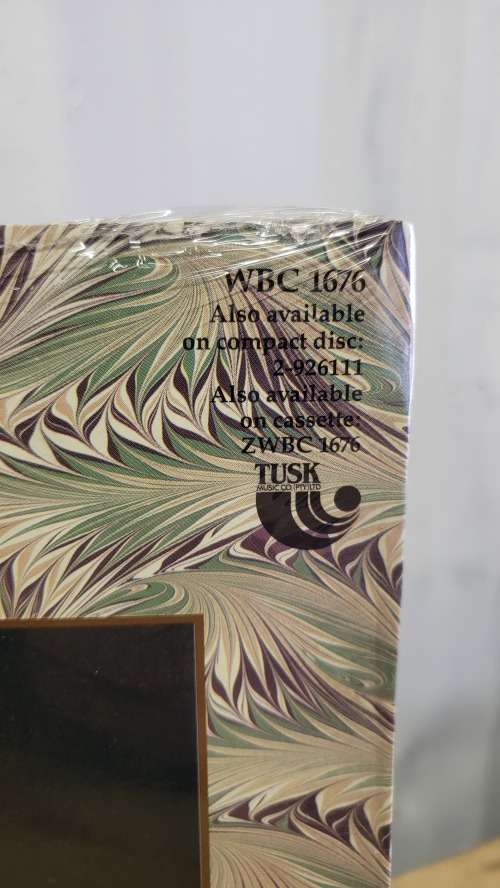 WBC 1676
Also available
on compact disc:
2-926111
Also available
on cassette:
ZWBC 1676
TUSK
MUSIC CO (PTY) LTD